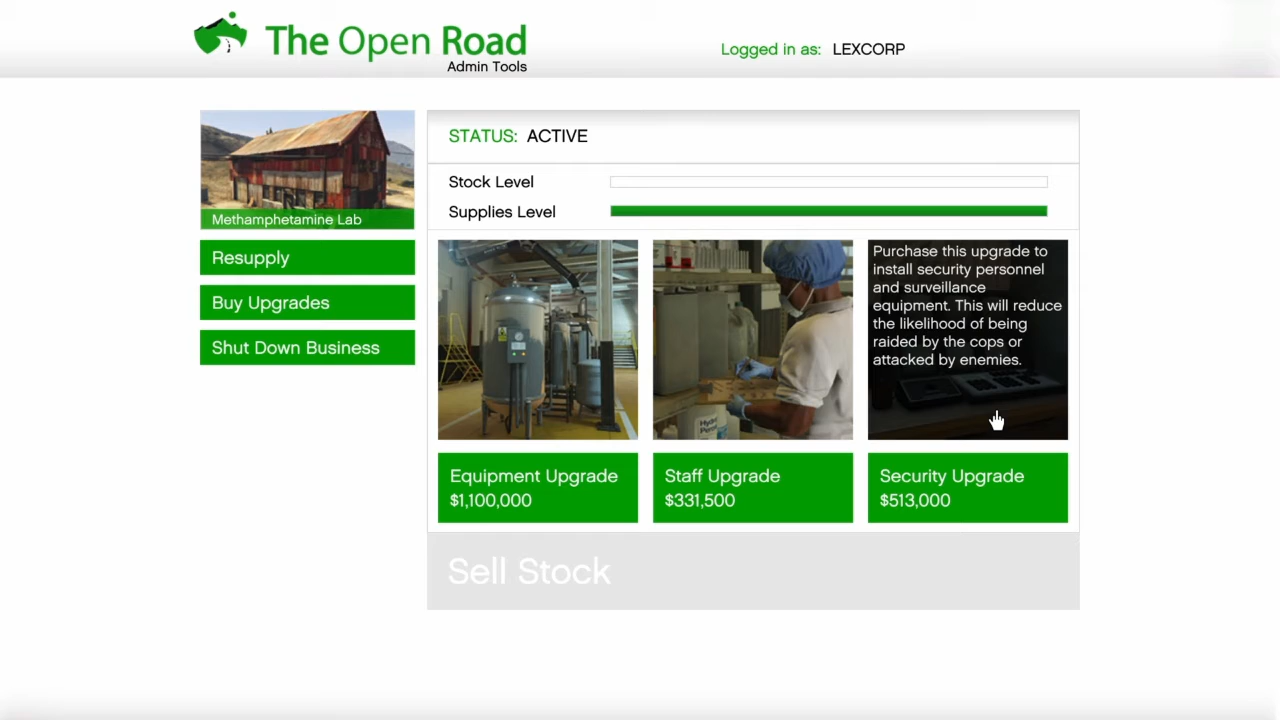 The Open Road
Admin Tools
Logged in as: LEXCORP
Methamphetamine Lab
Resupply
Buy Upgrades
Shut Down Business
STATUS: ACTIVE
Stock Level
Supplies Level
Purchase this upgrade to
install security personnel
and surveillance
equipment. This will reduce
the likelihood of being
raided by the cops or
attacked by enemies.
Equipment Upgrade
$1,100,000
Staff Upgrade
$331,500
Security Upgrade
$513,000
Sell Stock